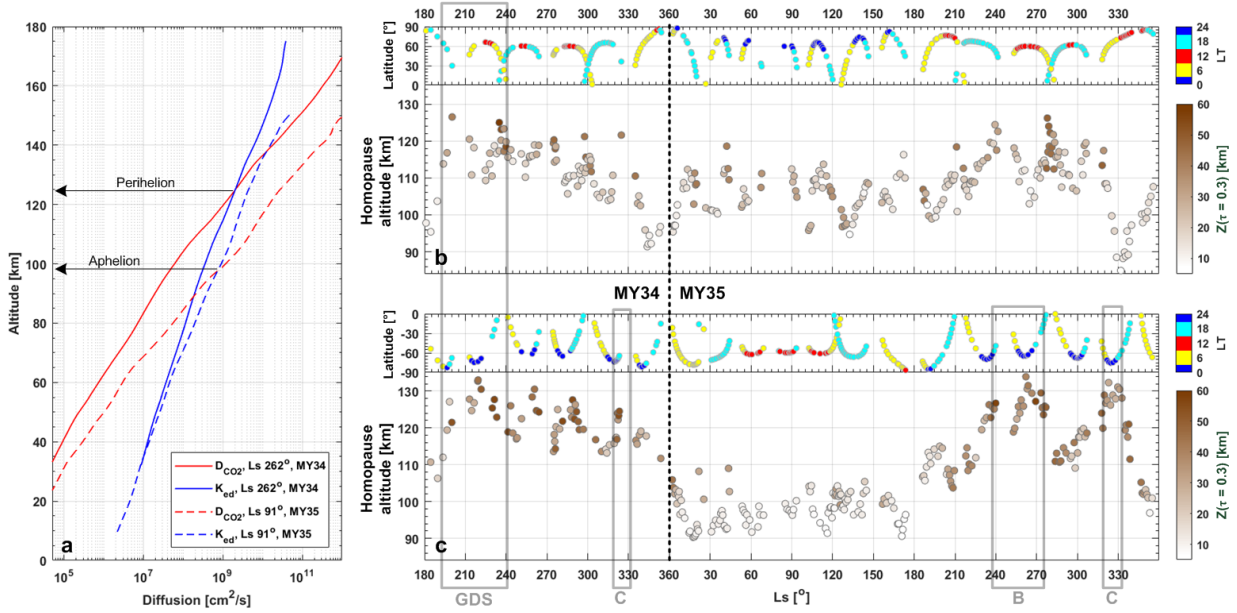 180
160
140
120
100
80
60
40
20
0
Altitude [km]
Perihelion
Aphelion
D_CO2, Ls 262°, MY34
K_ed, Ls 262°, MY34
D_CO2, Ls 91°, MY35
K_ed, Ls 91°, MY35
a
10^5 10^7 10^9 10^11
Diffusion [cm²/s]
180 210 240 270 300 330 360 30 60 90 120 150 180 210 240 270 300 330
90
60
30
0
Latitude [°]
24
18
12
6
0
LT
130
120
110
100
90
Homopause
altitude [km]
b
60
50
40
30
20
10
Z(τ = 0.3) [km]
MY34 MY35
0
-30
-60
-90
Latitude [°]
24
18
12
6
0
LT
130
120
110
100
90
Homopause
altitude [km]
c
60
50
40
30
20
10
Z(τ = 0.3) [km]
180 210 240 270 300 330 360 30 60 90 120 150 180 210 240 270 300 330
GDS C Ls [°] B C